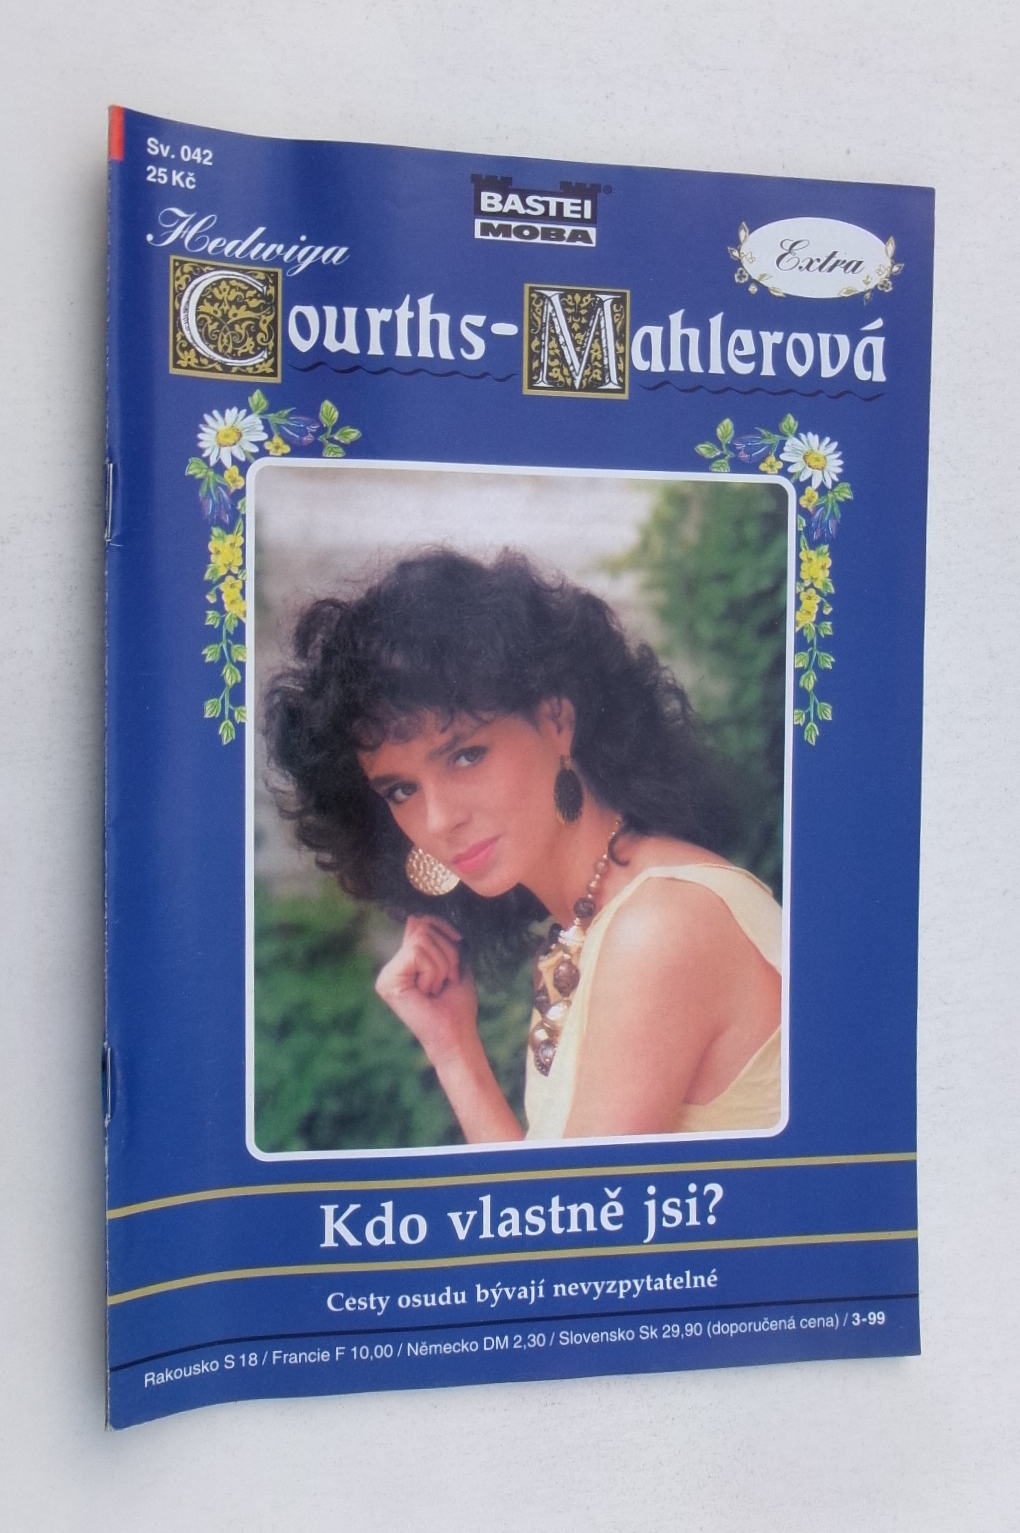 Sv. 042
25 Kč
BASTEI
MOBA
Hedwiga
Extra
Courths-Mahlerová
Kdo vlastně jsi?
Cesty osudu bývají nevyzpytatelné
Rakousko S 18 / Francie F 10,00 / Německo DM 2,30 / Slovensko Sk 29,90 (doporučená cena) / 3-99